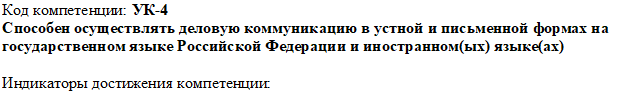 Код компетенции: УК-4
Способен осуществлять деловую коммуникацию в устной и письменной формах на
государственном языке Российской Федерации и иностранном(ых) языке(ах)
Индикаторы достижения компетенции: